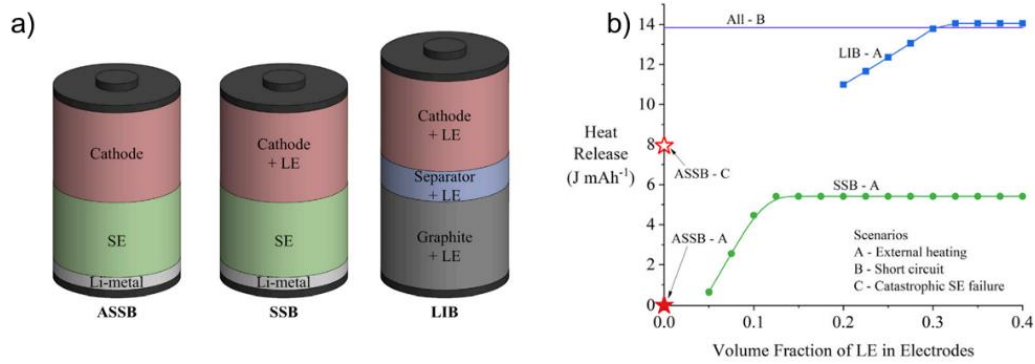 a)
Cathode
SE
Li-metal
ASSB
Cathode
+ LE
SE
Li-metal
SSB
Cathode
+ LE
Separator
+ LE
Graphite
+ LE
LIB
b)
14
12
10
8
6
4
2
0
Heat
Release
(J mAh⁻¹)
All - B
LIB - A
ASSB - C
SSB - A
ASSB - A
Scenarios
A - External heating
B - Short circuit
C - Catastrophic SE failure
0.0 0.1 0.2 0.3 0.4
Volume Fraction of LE in Electrodes